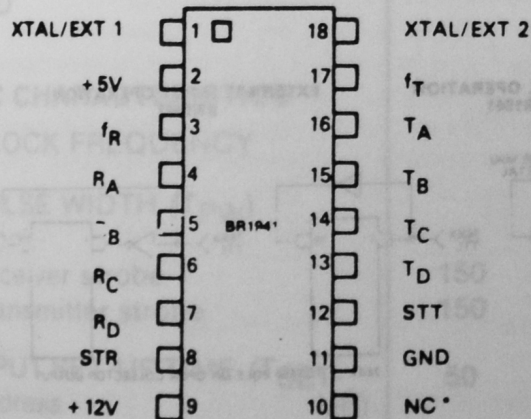 XTAL/EXT 1 1 18 XTAL/EXT 2
+5V 2 17 fT
fR 3 16 TA
RA 4 15 TB
B 5 BR1941 14 TC
RC 6 13 TD
RD 7 12 STT
STR 8 11 GND
+12V 9 10 NC*